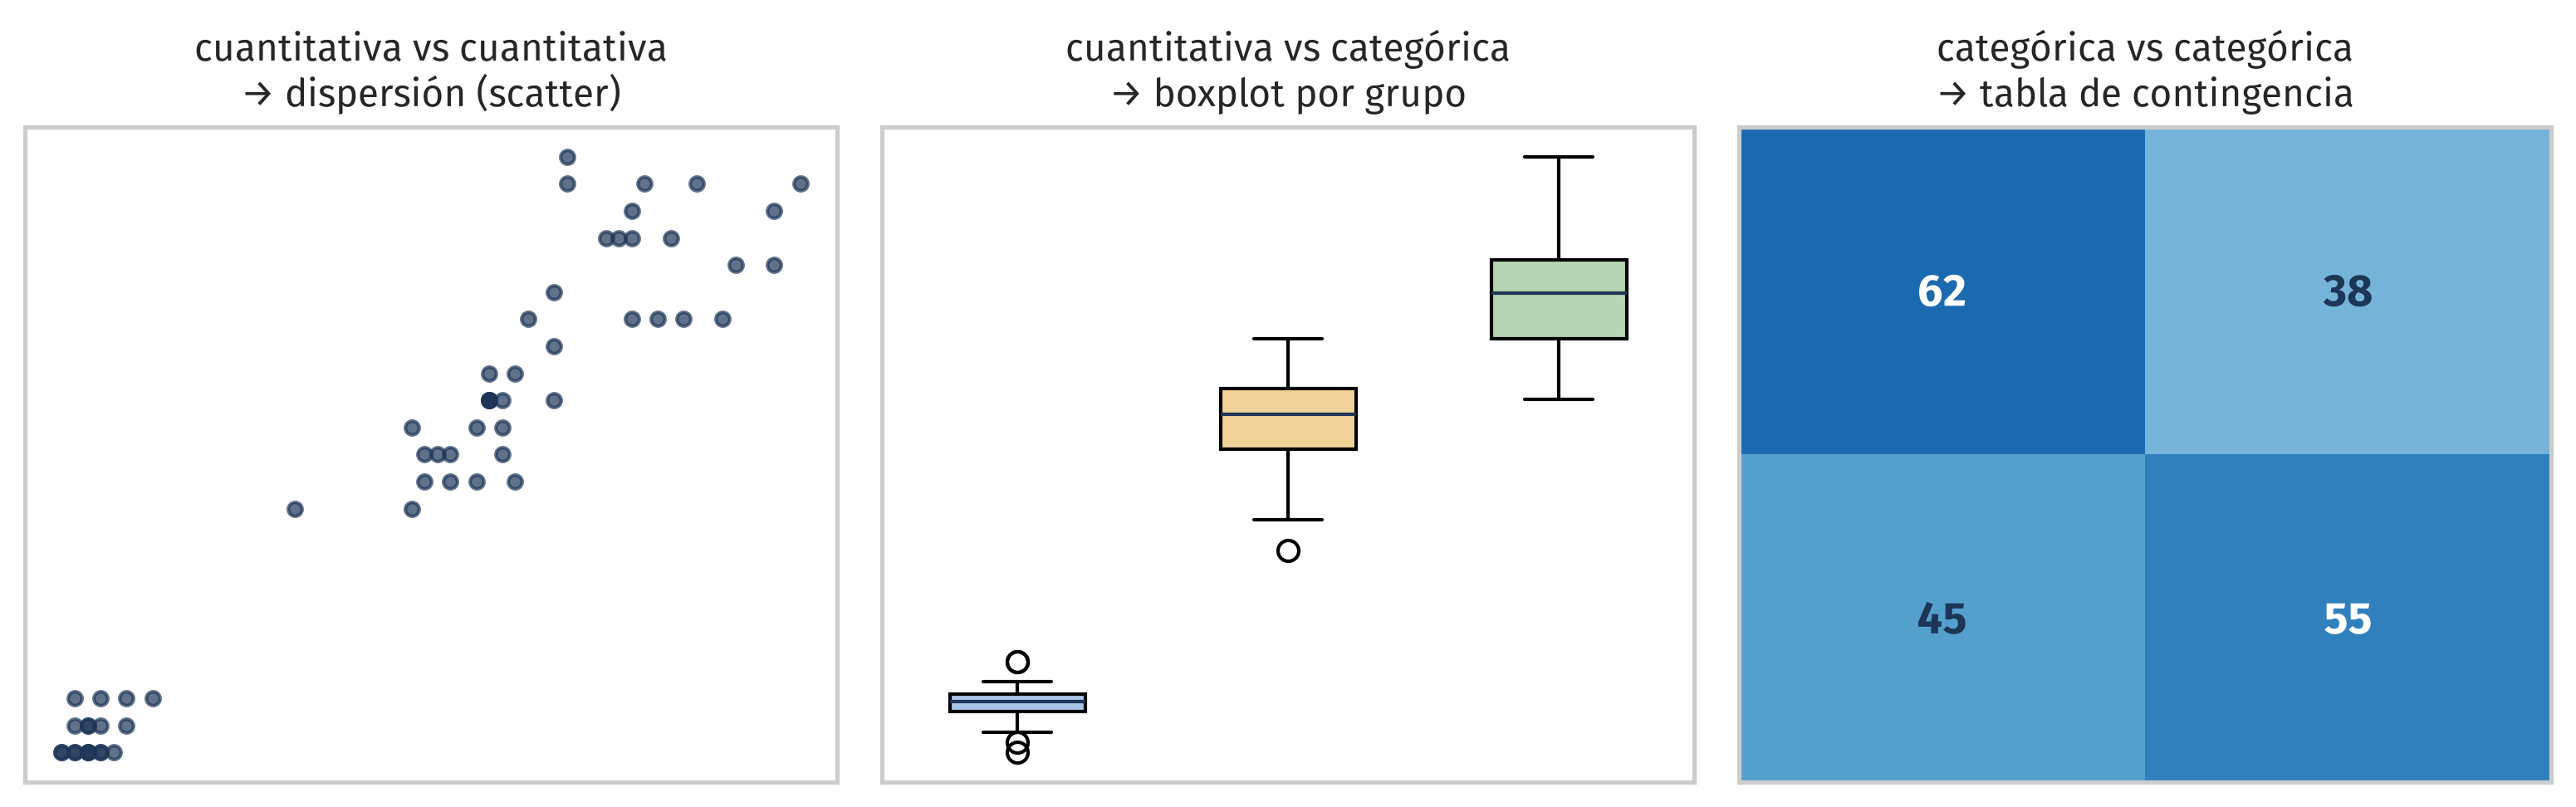 cuantitativa vs cuantitativa
→ dispersión (scatter)
cuantitativa vs categórica
→ boxplot por grupo
categórica vs categórica
→ tabla de contingencia
62 38
45 55